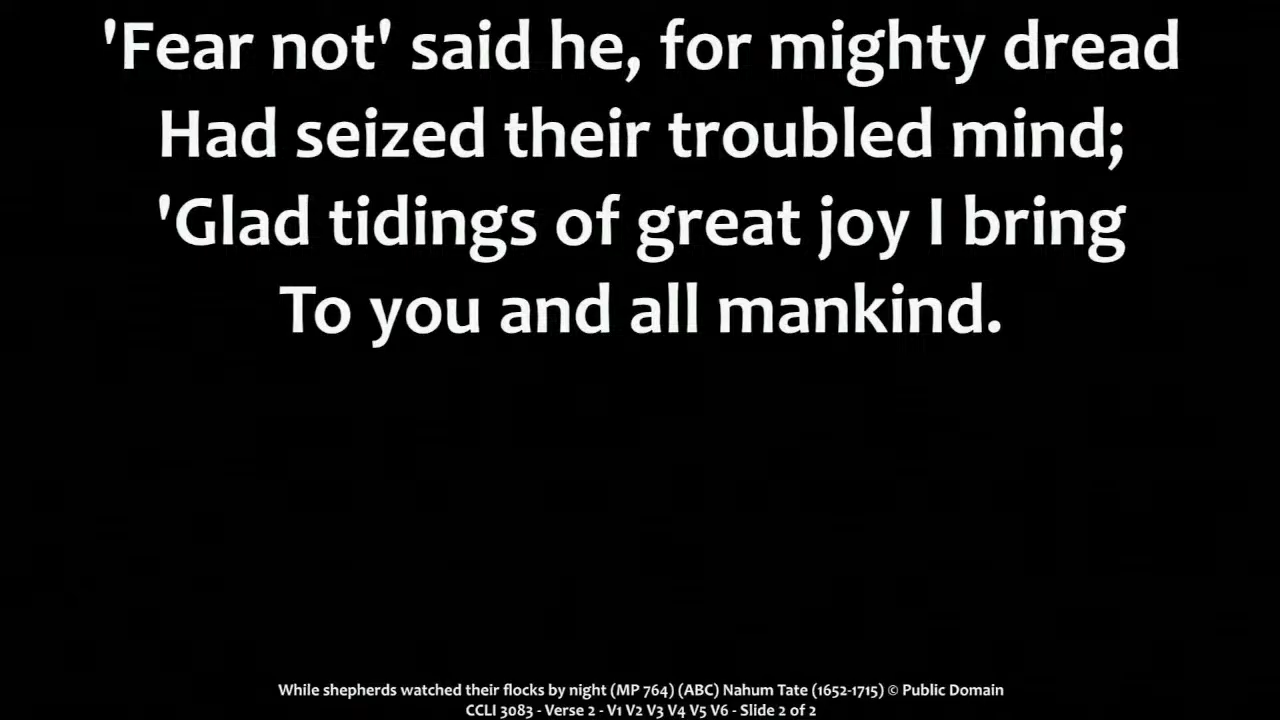 'Fear not' said he, for mighty dread
Had seized their troubled mind;
'Glad tidings of great joy I bring
To you and all mankind.
While shepherds watched their flocks by night (MP 764) (ABC) Nahum Tate (1652-1715) © Public Domain
CCLI 3083 - Verse 2 - V1 V2 V3 V4 V5 V6 - Slide 2 of 2